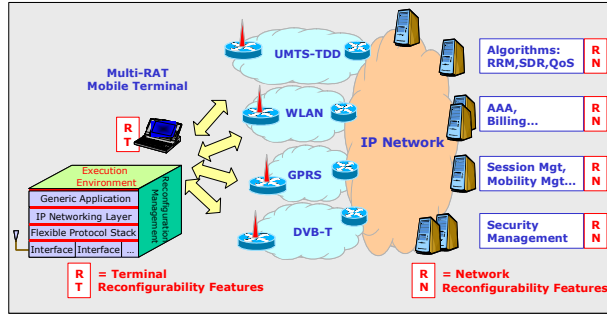 UMTS-TDD
Algorithms:
RRM,SDR,QoS
R
N
Multi-RAT
Mobile Terminal
R
T
WLAN
IP Network
AAA,
Billing...
R
N
Execution
Environment
Reconfiguration
Management
Generic Application
IP Networking Layer
Flexible Protocol Stack
Interface
Interface
...
GPRS
Session Mgt,
Mobility Mgt...
R
N
DVB-T
Security
Management
R
N
R
T
= Terminal
Reconfigurability Features
R
N
= Network
Reconfigurability Features